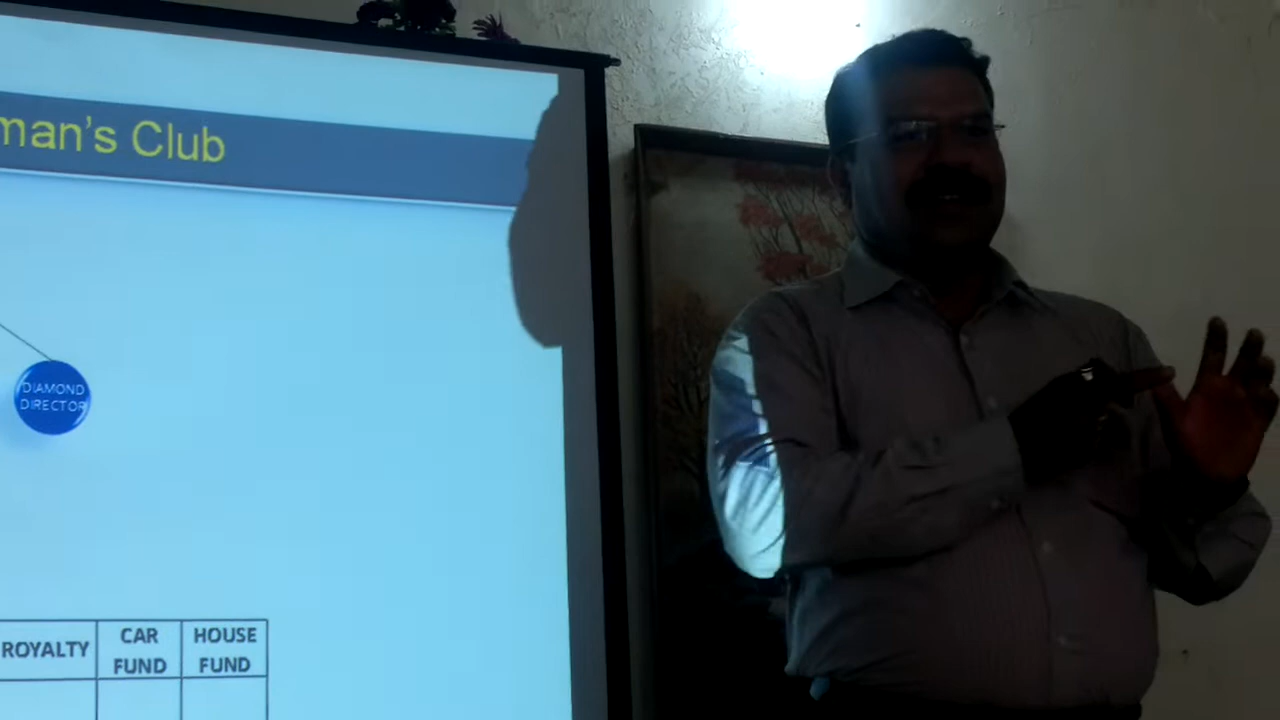 man's Club
DIAMOND
DIRECTOR
ROYALTY
CAR
FUND
HOUSE
FUND